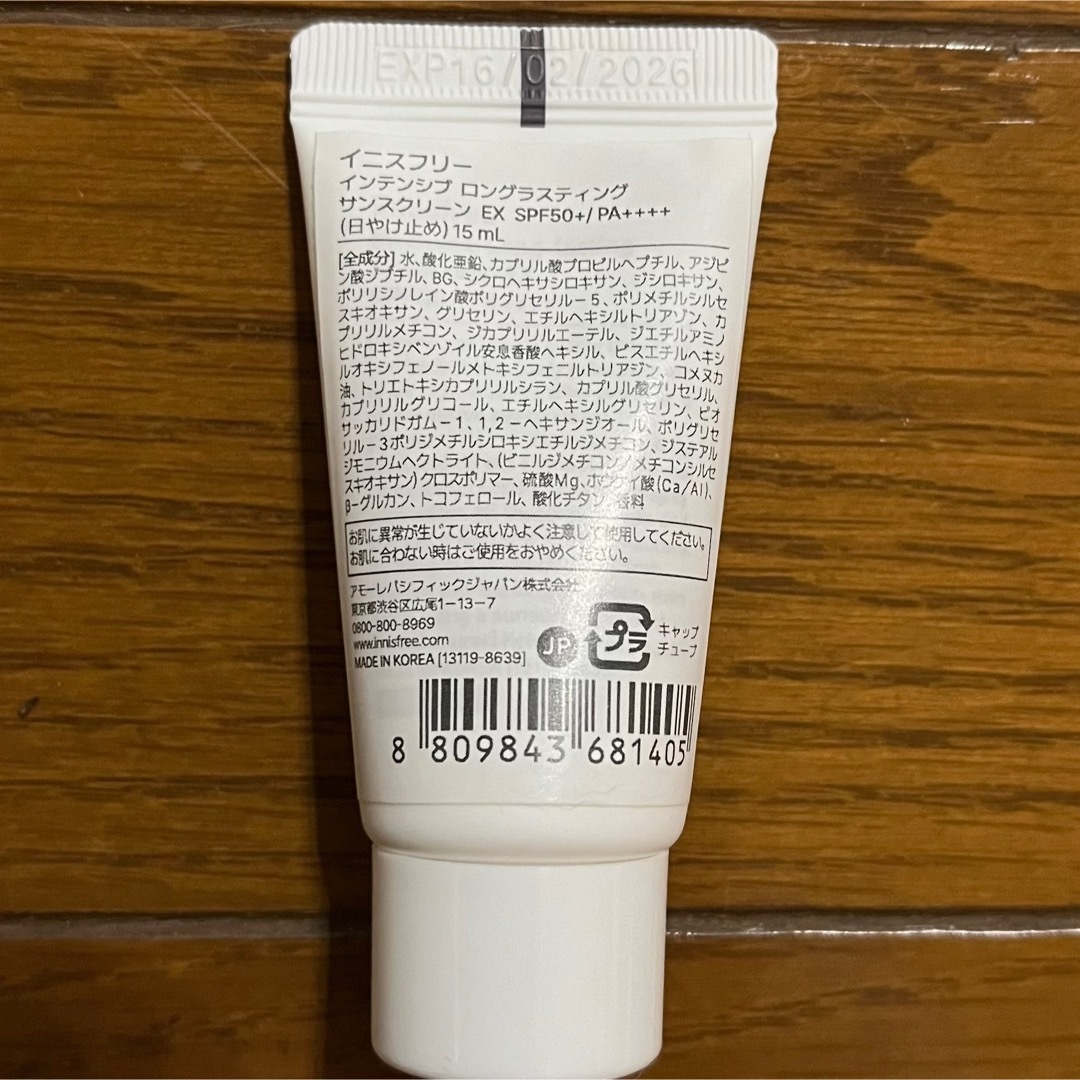 EXP16/02/2026
イニスフリー
インテンシブ ロングラスティング
サンスクリーン EX SPF50+/PA++++
(日やけ止め) 15 mL
[全成分] 水、酸化亜鉛、カプリル酸プロピルヘプチル、アジピ
ン酸ジブチル、BG、シクロヘキサシロキサン、ジシロキサン、
ポリリシノレイン酸ポリグリセリル-5、ポリメチルシルセ
スキオキサン、グリセリン、エチルヘキシルトリアゾン、カ
プリリルメチコン、ジカプリリルエーテル、ジエチルアミノ
ヒドロキシベンゾイル安息香酸ヘキシル、ビスエチルヘキシ
ルオキシフェノールメトキシフェニルトリアジン、コメヌカ
油、トリエトキシカプリリルシラン、カプリル酸グリセリル、
カプリリルグリコール、エチルヘキシルグリセリン、ビオ
サッカリドガム-1、1,2-ヘキサンジオール、ポリグリセ
リル-3ポリジメチルシロキシエチルジメチコン、ジステアル
ジモニウムヘクトライト、(ビニルジメチコン/メチコンシルセ
スキオキサン)クロスポリマー、硫酸Mg、ホウケイ酸(Ca/Al)、
β-グルカン、トコフェロール、酸化チタン、香料
お肌に異常が生じていないかよく注意して使用してください。
お肌に合わない時はご使用をおやめください。
アモーレパシフィックジャパン株式会社
東京都渋谷区広尾1-13-7
0800-800-8969
www.innisfree.com
MADE IN KOREA [13119-8639]
JP
プラ
キャップ
チューブ
8 809843 681405